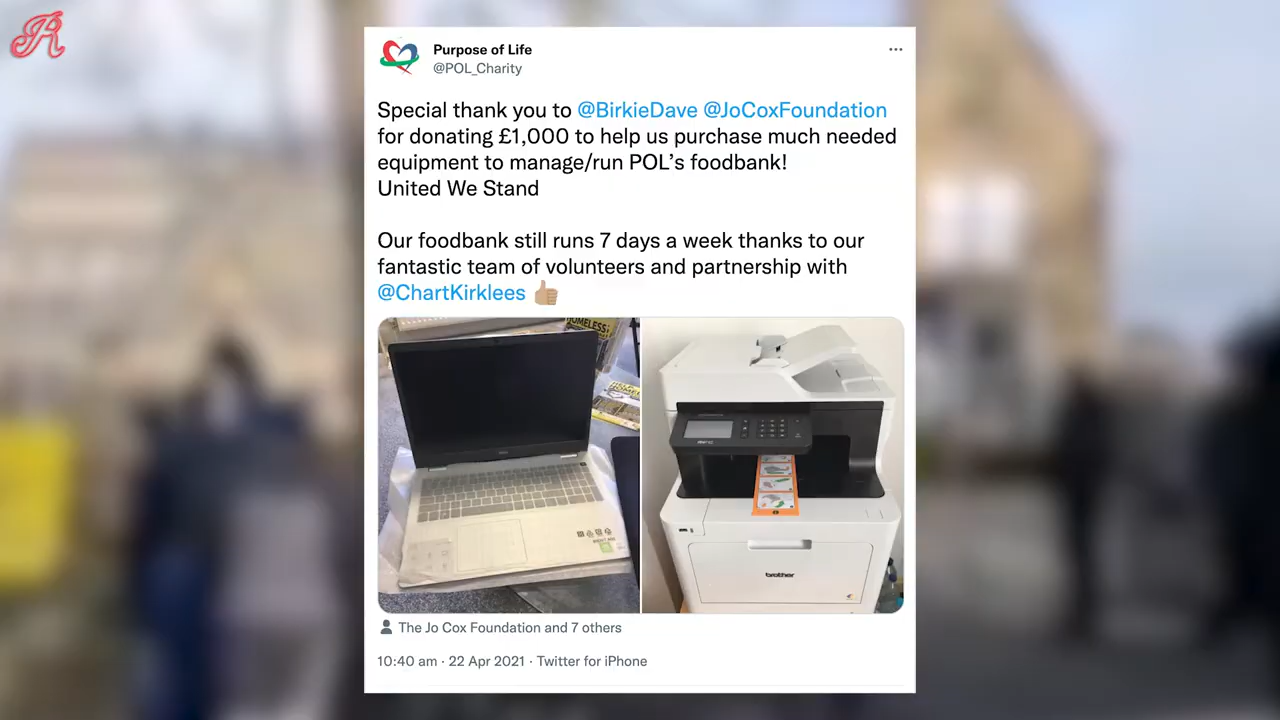 Purpose of Life
@POL_Charity
Special thank you to @BirkieDave @JoCoxFoundation
for donating £1,000 to help us purchase much needed
equipment to manage/run POL’s foodbank!
United We Stand
Our foodbank still runs 7 days a week thanks to our
fantastic team of volunteers and partnership with
@ChartKirklees 👍🏽
HOMELESS
brother
The Jo Cox Foundation and 7 others
10:40 am · 22 Apr 2021 · Twitter for iPhone